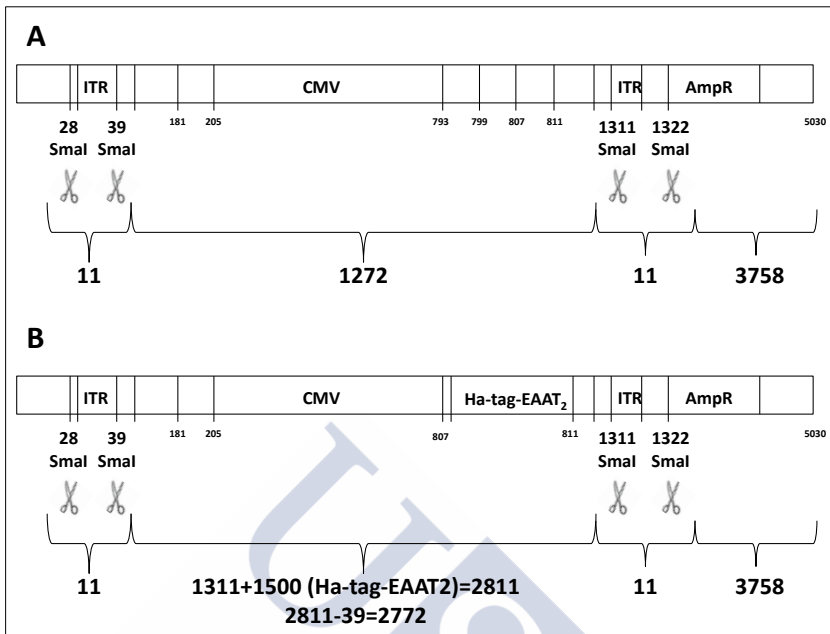 A
ITR CMV ITR AmpR
28 39 181 205 793 799 807 811 1311 1322 5030
SmaI SmaI SmaI SmaI
11 1272 11 3758
B
ITR CMV Ha-tag-EAAT2 ITR AmpR
28 39 181 205 807 811 1311 1322 5030
SmaI SmaI SmaI SmaI
11 1311+1500 (Ha-tag-EAAT2)=2811 11 3758
2811-39=2772